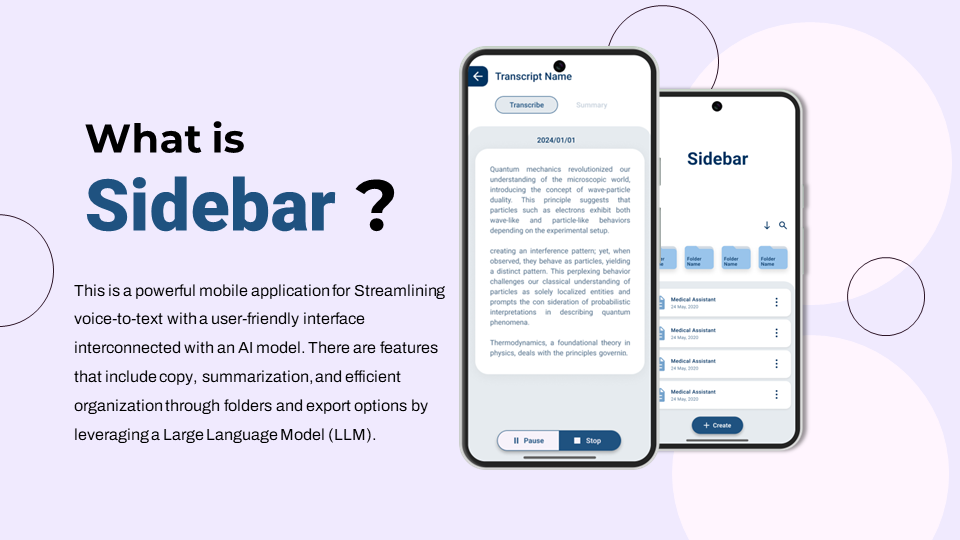 What is
Sidebar ?
This is a powerful mobile application for Streamlining
voice-to-text with a user-friendly interface
interconnected with an AI model. There are features
that include copy, summarization, and efficient
organization through folders and export options by
leveraging a Large Language Model (LLM).
Transcript Name
Transcribe
Summary
2024/01/01
Quantum mechanics revolutionized our
understanding of the microscopic world,
introducing the concept of wave-particle
duality. This principle suggests that
particles such as electrons exhibit both
wave-like and particle-like behaviors
depending on the experimental setup.
creating an interference pattern; yet, when
observed, they behave as particles, yielding
a distinct pattern. This perplexing behavior
challenges our classical understanding of
particles as solely localized entities and
prompts the con sideration of probabilistic
interpretations in describing quantum
phenomena.
Thermodynamics, a foundational theory in
physics, deals with the principles governin.
Pause
Stop
Sidebar
Folder Folder Folder
Name Name Name
Medical Assistant
24 May, 2020
Medical Assistant
24 May, 2020
Medical Assistant
24 May, 2020
Medical Assistant
24 May, 2020
+ Create